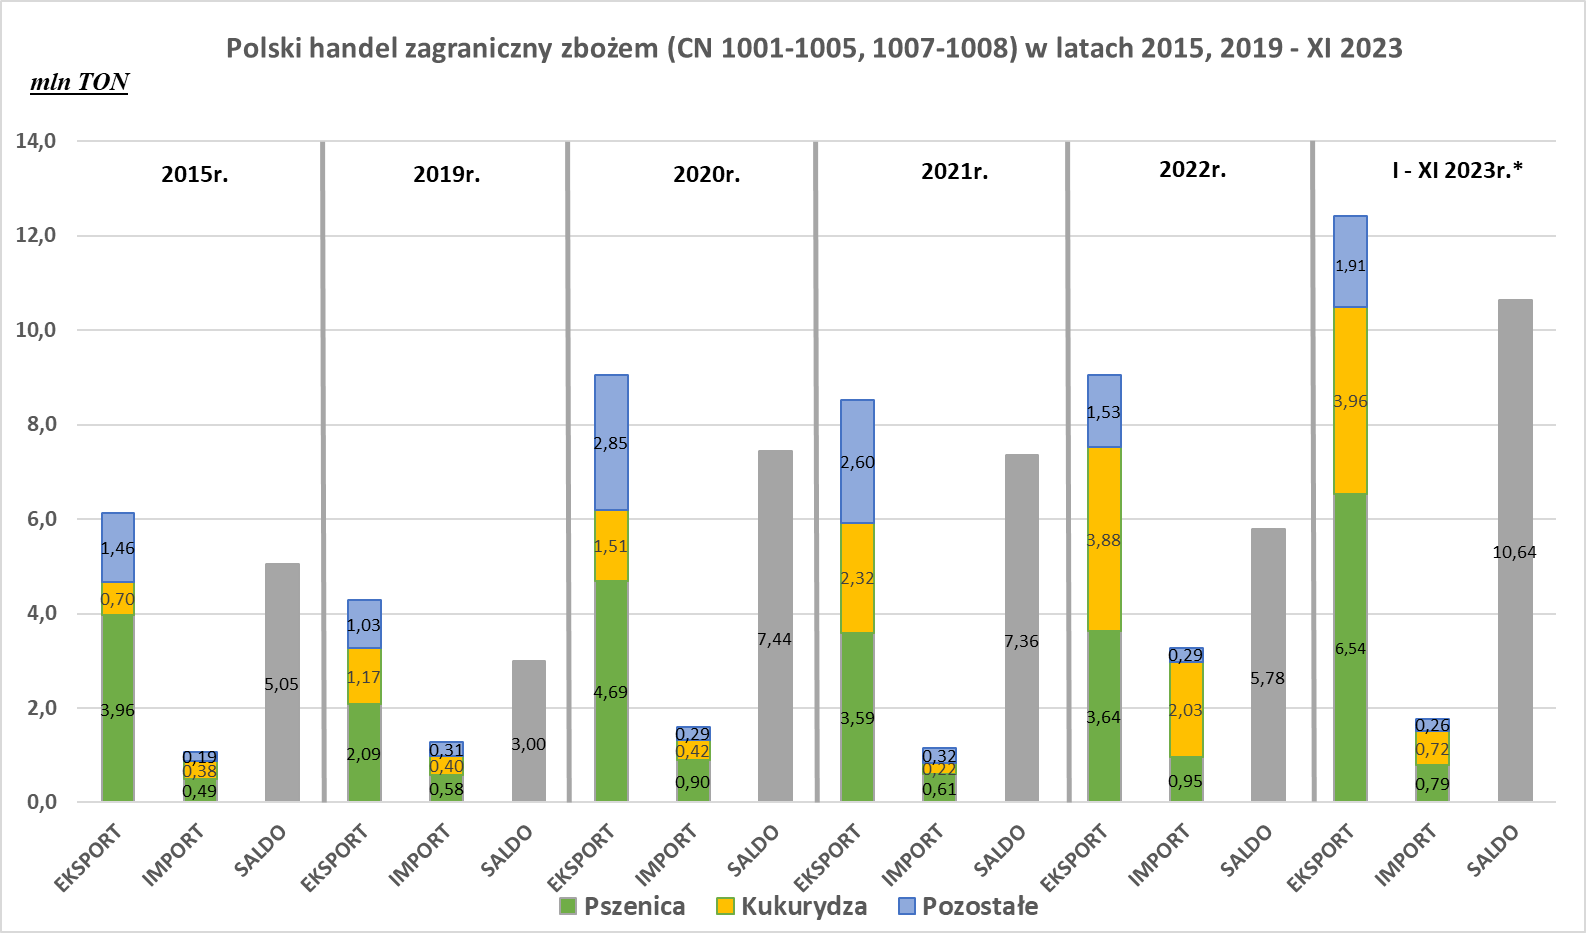 Polski handel zagraniczny zbożem (CN 1001-1005, 1007-1008) w latach 2015, 2019 - XI 2023
mln TON
14,0
12,0
10,0
8,0
6,0
4,0
2,0
0,0
2015r.
2019r.
2020r.
2021r.
2022r.
I - XI 2023r.*
1,46
0,70
3,96
0,19
0,38
0,49
5,05
1,03
1,17
2,09
0,31
0,40
0,58
3,00
2,85
1,51
4,69
0,29
0,42
0,90
7,44
2,60
2,32
3,59
0,32
0,22
0,61
7,36
1,53
3,88
3,64
0,29
2,03
0,95
5,78
1,91
3,96
6,54
0,26
0,72
0,79
10,64
EKSPORT
IMPORT
SALDO
EKSPORT
IMPORT
SALDO
EKSPORT
IMPORT
SALDO
EKSPORT
IMPORT
SALDO
EKSPORT
IMPORT
SALDO
EKSPORT
IMPORT
SALDO
Pszenica
Kukurydza
Pozostałe